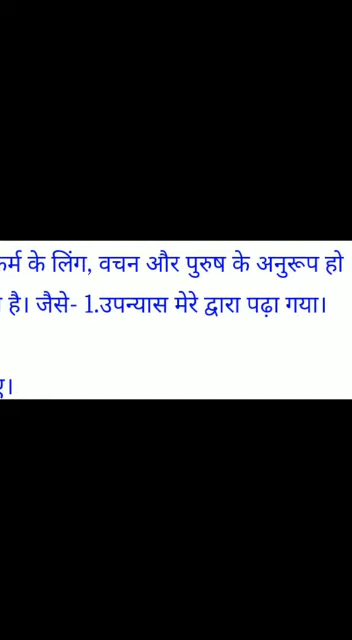 के लिंग, वचन और पुरुष के अनुरूप हो
है। जैसे- 1.उपन्यास मेरे द्वारा पढ़ा गया।